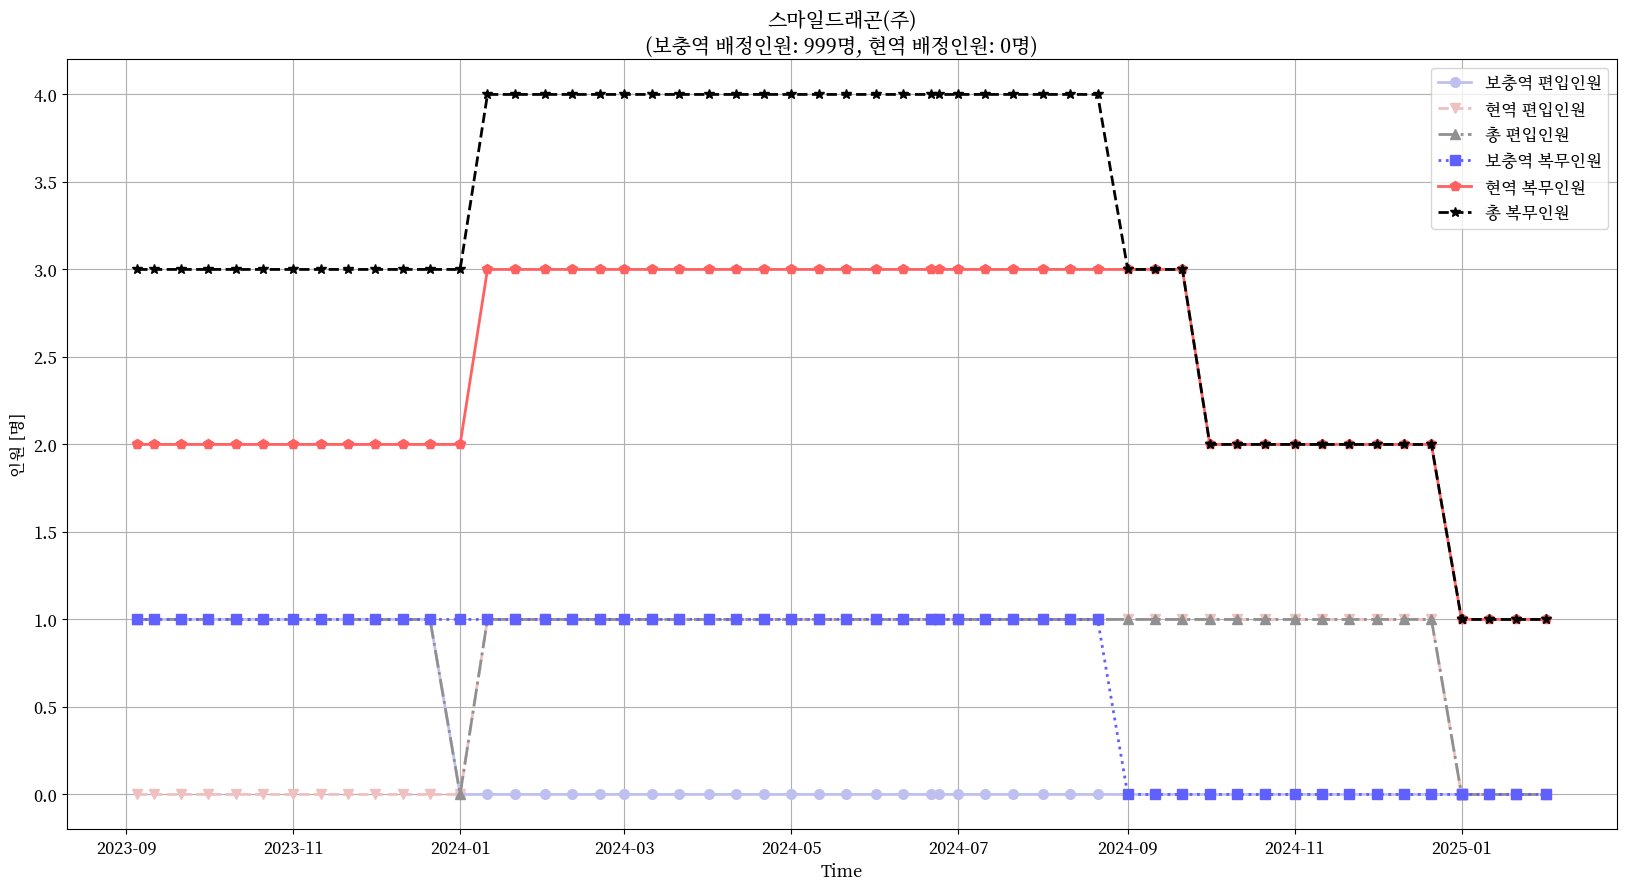 스마일드래곤(주)
(보충역 배정인원: 999명, 현역 배정인원: 0명)
보충역 편입인원
현역 편입인원
총 편입인원
보충역 복무인원
현역 복무인원
총 복무인원
인원 [명]
4.0
3.5
3.0
2.5
2.0
1.5
1.0
0.5
0.0
2023-09 2023-11 2024-01 2024-03 2024-05 2024-07 2024-09 2024-11 2025-01
Time